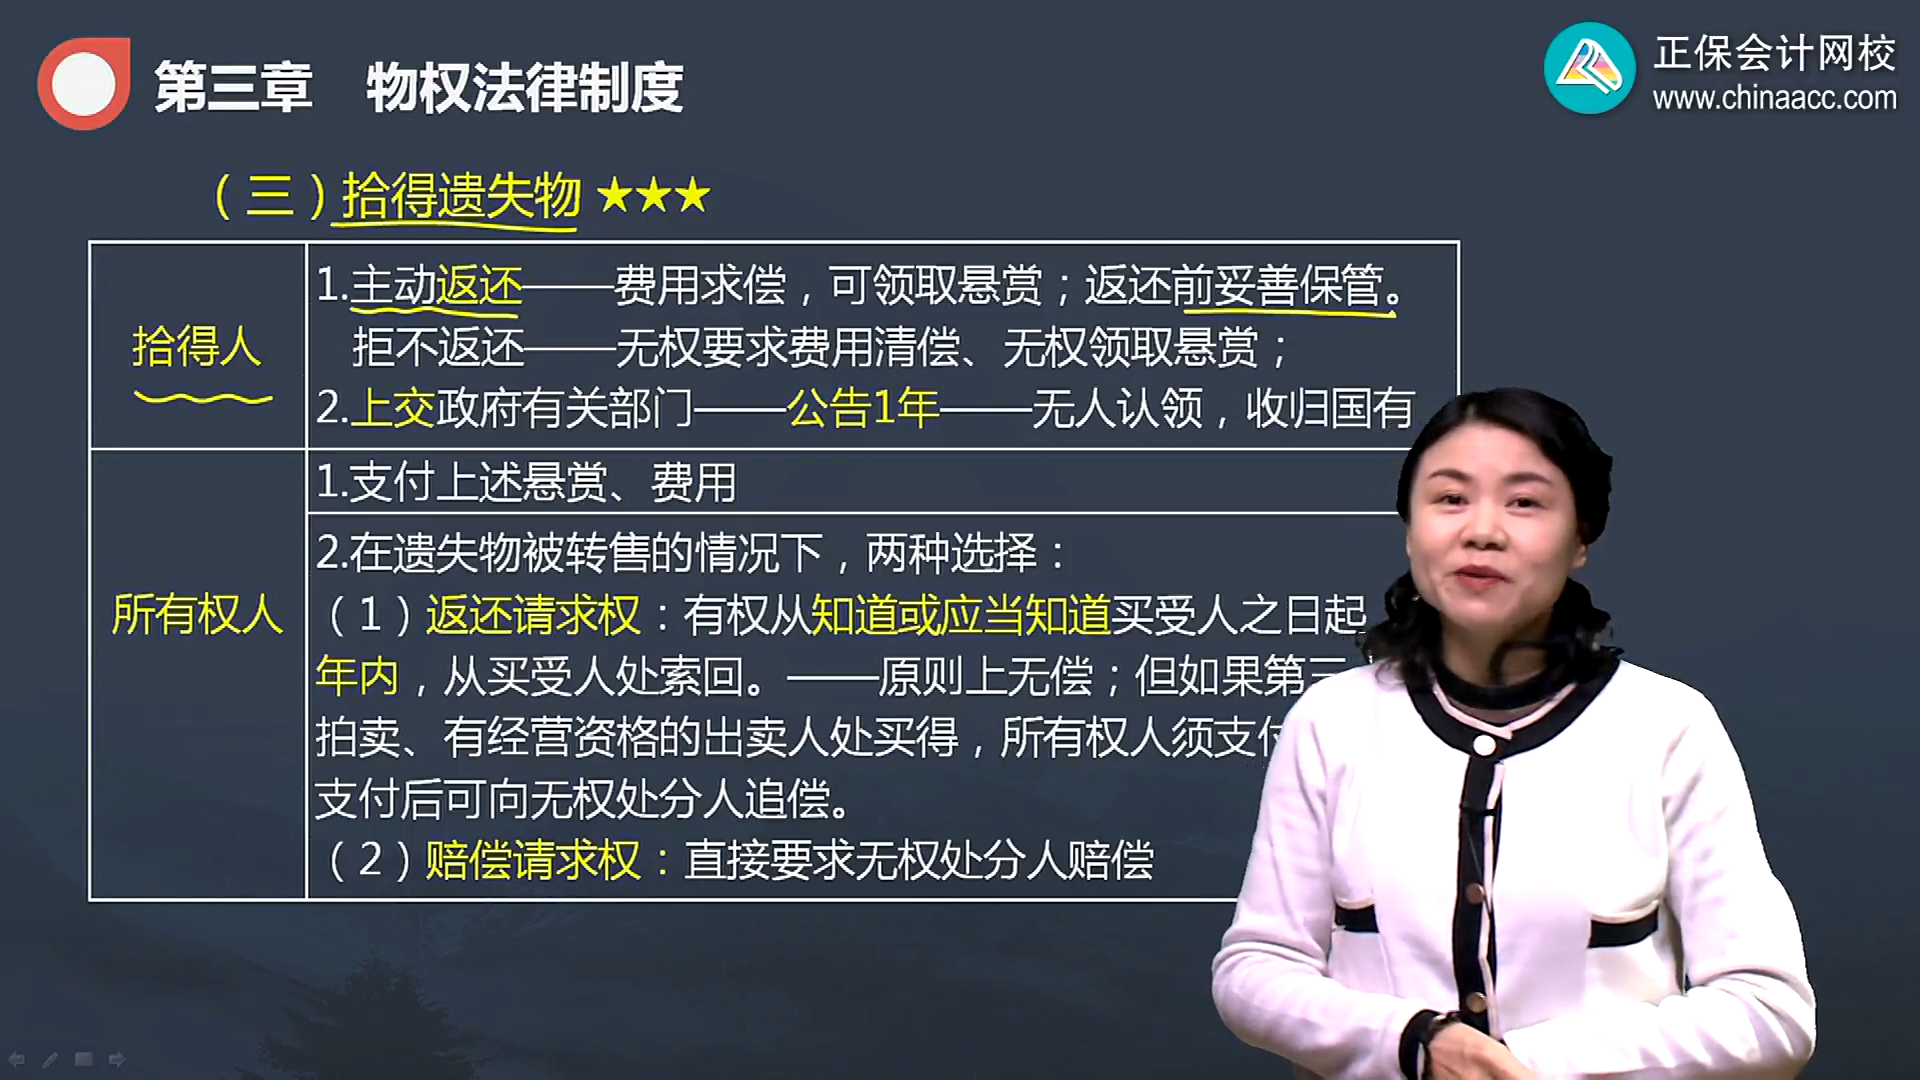 第三章 物权法律制度
正保会计网校
www.chinaacc.com
（三）拾得遗失物 ★★★
拾得人
1.主动返还——费用求偿，可领取悬赏；返还前妥善保管。
拒不返还——无权要求费用清偿、无权领取悬赏；
2.上交政府有关部门——公告1年——无人认领，收归国有
所有权人
1.支付上述悬赏、费用
2.在遗失物被转售的情况下，两种选择：
（1）返还请求权：有权从知道或应当知道买受人之日起
年内，从买受人处索回。——原则上无偿；但如果第三
拍卖、有经营资格的出卖人处买得，所有权人须支付
支付后可向无权处分人追偿。
（2）赔偿请求权：直接要求无权处分人赔偿